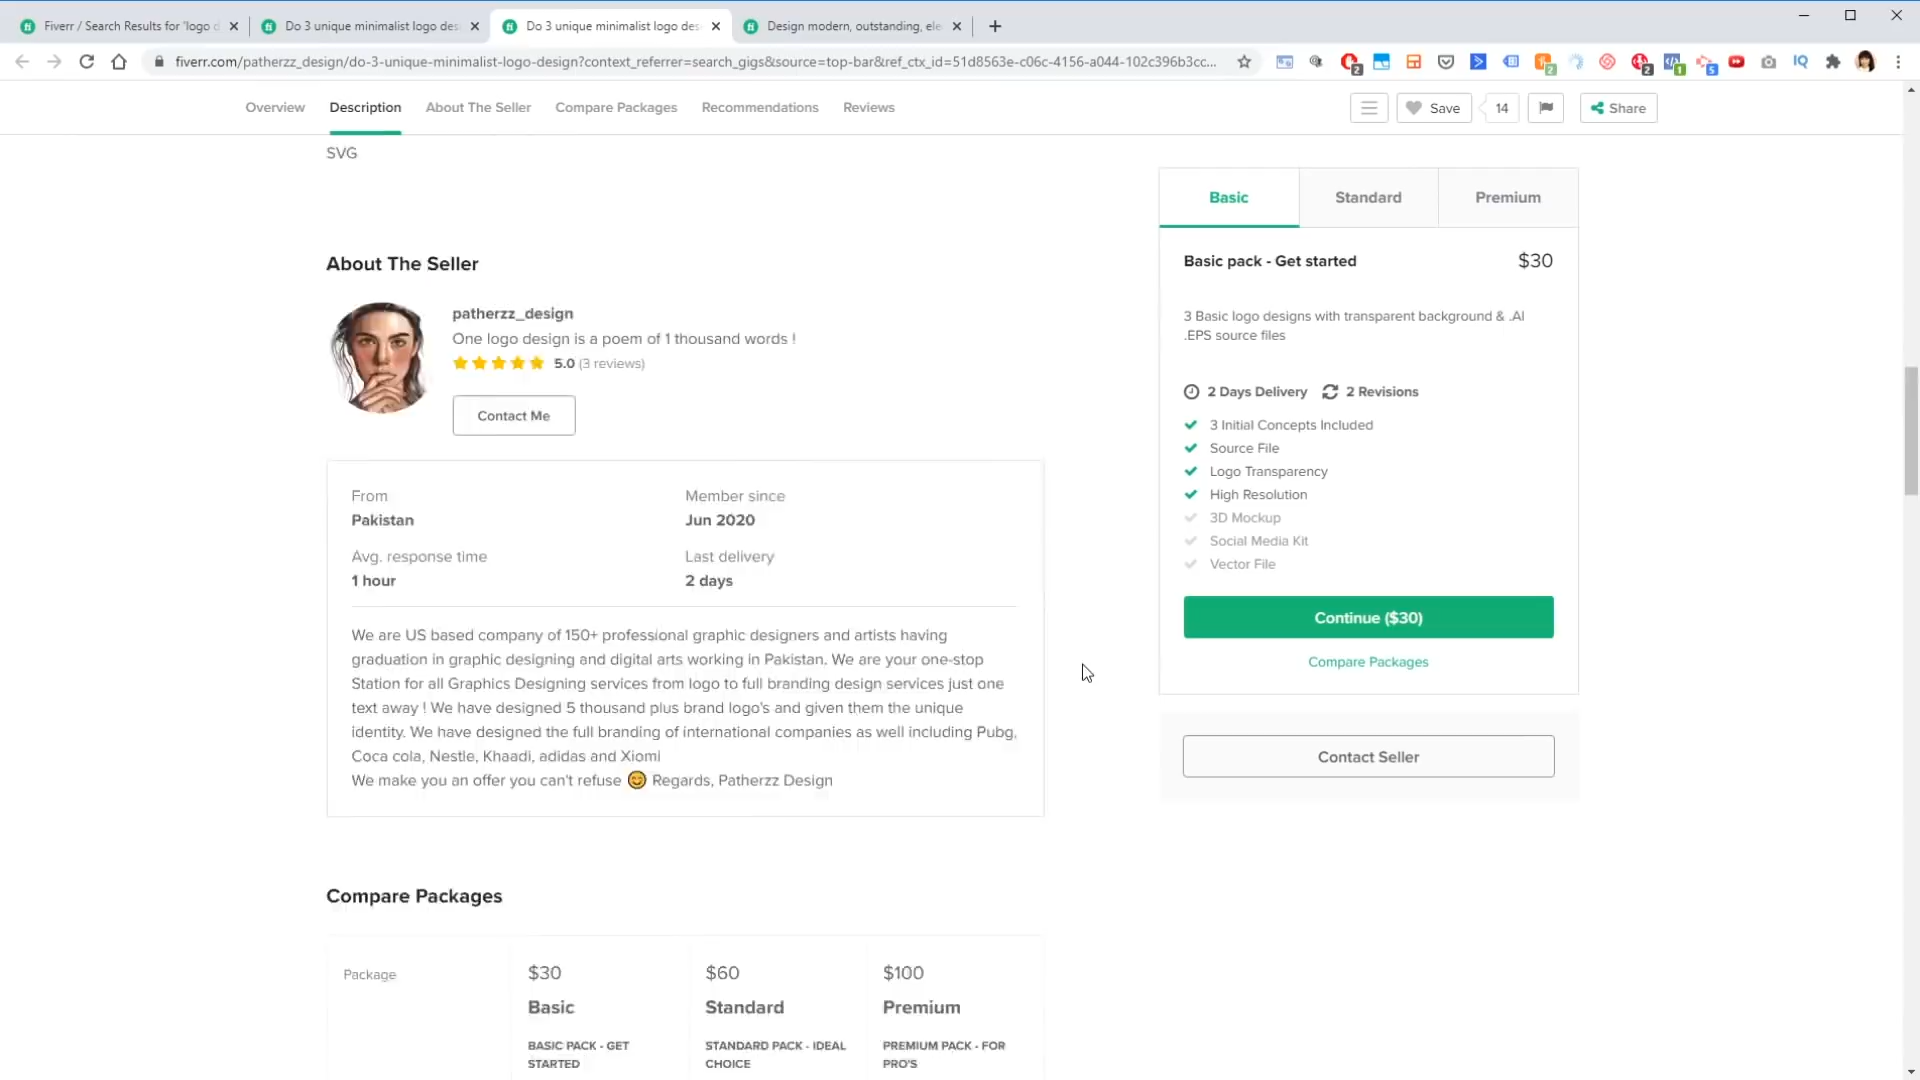 Fiverr / Search Results for 'logo d
Do 3 unique minimalist logo des
Do 3 unique minimalist logo des
Design modern, outstanding, ele
fiverr.com/patherzz_design/do-3-unique-minimalist-logo-design?context_referrer=search_gigs&source=top-bar&ref_ctx_id=51d8563e-c06c-4156-a044-102c396b3cc...
Overview
Description
About The Seller
Compare Packages
Recommendations
Reviews
Save
14
Share
SVG
About The Seller
patherzz_design
One logo design is a poem of 1 thousand words !
5.0 (3 reviews)
Contact Me
From
Pakistan
Member since
Jun 2020
Avg. response time
1 hour
Last delivery
2 days
We are US based company of 150+ professional graphic designers and artists having
graduation in graphic designing and digital arts working in Pakistan. We are your one-stop
Station for all Graphics Designing services from logo to full branding design services just one
text away ! We have designed 5 thousand plus brand logo's and given them the unique
identity. We have designed the full branding of international companies as well including Pubg,
Coca cola, Nestle, Khaadi, adidas and Xiomi
We make you an offer you can't refuse 😊 Regards, Patherzz Design
Compare Packages
Package
$30
Basic
BASIC PACK - GET
STARTED
$60
Standard
STANDARD PACK - IDEAL
CHOICE
$100
Premium
PREMIUM PACK - FOR
PRO'S
Basic
Standard
Premium
Basic pack - Get started
$30
3 Basic logo designs with transparent background & .AI
.EPS source files
2 Days Delivery
2 Revisions
3 Initial Concepts Included
Source File
Logo Transparency
High Resolution
3D Mockup
Social Media Kit
Vector File
Continue ($30)
Compare Packages
Contact Seller